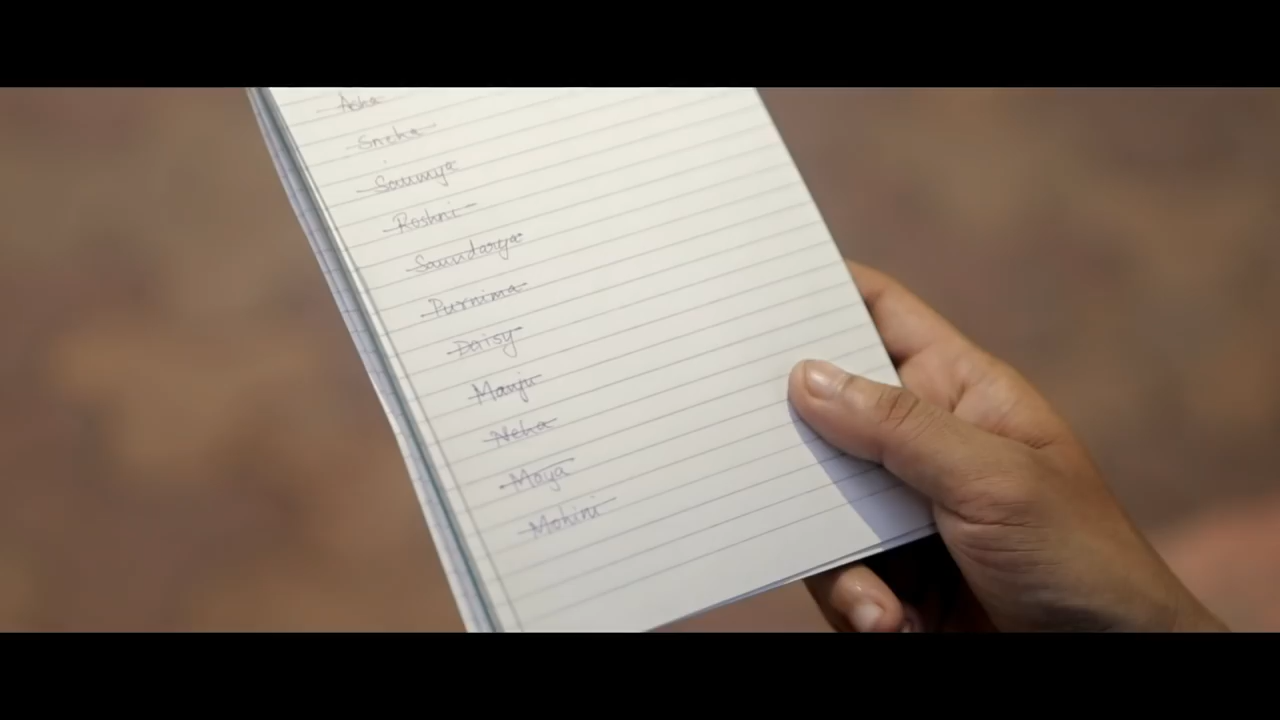 Asha
Sneha
Saumya
Roshni
Saundarya
Purnima
Daisy
Manju
Neha
Maya
Mohini